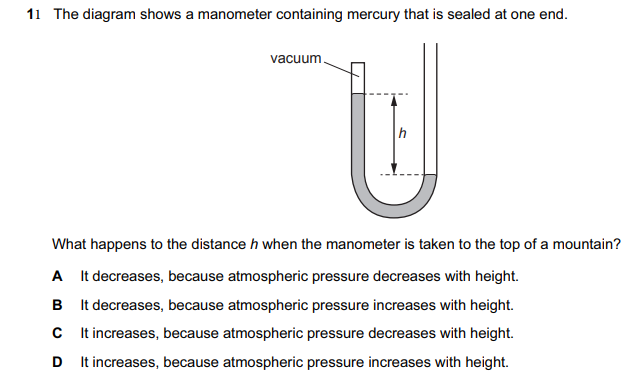 11 The diagram shows a manometer containing mercury that is sealed at one end.
vacuum
h
What happens to the distance h when the manometer is taken to the top of a mountain?
A It decreases, because atmospheric pressure decreases with height.
B It decreases, because atmospheric pressure increases with height.
C It increases, because atmospheric pressure decreases with height.
D It increases, because atmospheric pressure increases with height.